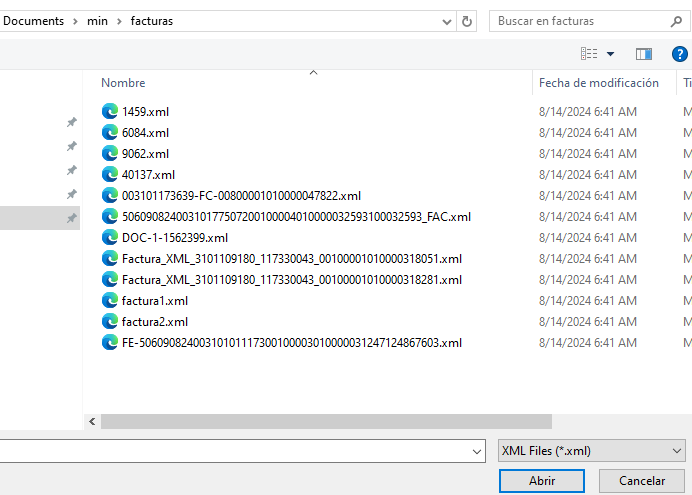 Documents > min > facturas
Buscar en facturas
?
Nombre Fecha de modificación Ti
1459.xml 8/14/2024 6:41 AM M
6084.xml 8/14/2024 6:41 AM M
9062.xml 8/14/2024 6:41 AM M
40137.xml 8/14/2024 6:41 AM M
003101173639-FC-00800001010000047822.xml 8/14/2024 6:41 AM M
50609082400310177507200100004010000032593100032593_FAC.xml 8/14/2024 6:41 AM M
DOC-1-1562399.xml 8/14/2024 6:41 AM M
Factura_XML_3101109180_117330043_00100001010000318051.xml 8/14/2024 6:41 AM M
Factura_XML_3101109180_117330043_00100001010000318281.xml 8/14/2024 6:41 AM M
factura1.xml 8/14/2024 6:41 AM M
factura2.xml 8/14/2024 6:41 AM M
FE-50609082400310101117300100003010000031247124867603.xml 8/14/2024 6:41 AM M
XML Files (*.xml)
Abrir Cancelar